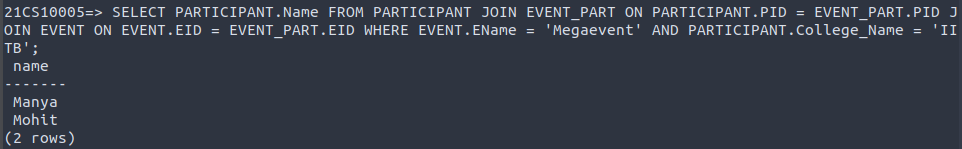 21CS10005=> SELECT PARTICIPANT.Name FROM PARTICIPANT JOIN EVENT_PART ON PARTICIPANT.PID = EVENT_PART.PID J
OIN EVENT ON EVENT.EID = EVENT_PART.EID WHERE EVENT.EName = 'Megaevent' AND PARTICIPANT.College_Name = 'II
TB';
 name
-------
 Manya
 Mohit
(2 rows)